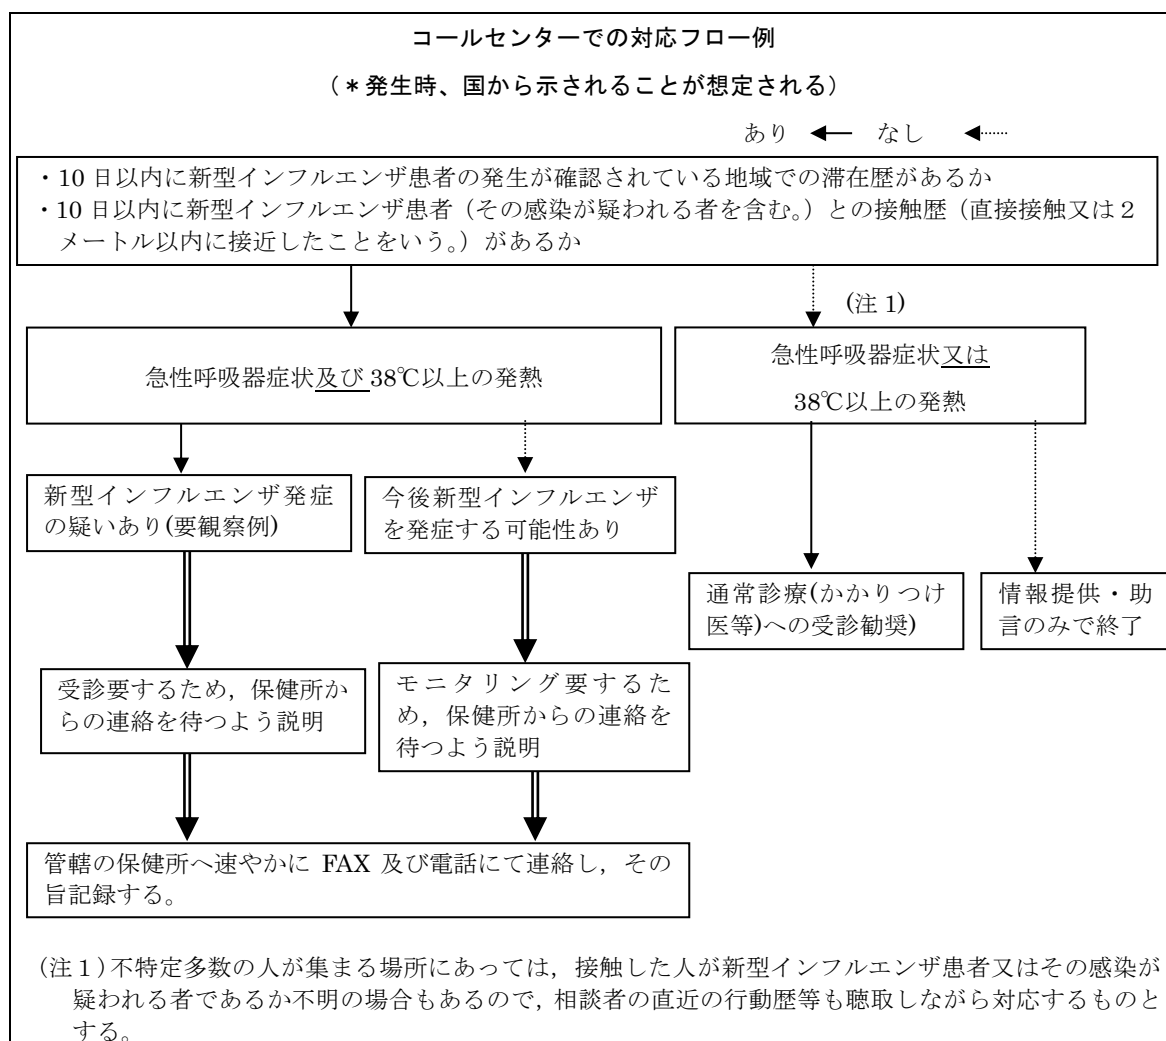 コールセンターでの対応フロー例
(＊発生時、国から示されることが想定される)
あり なし
・10 日以内に新型インフルエンザ患者の発生が確認されている地域での滞在歴があるか
・10 日以内に新型インフルエンザ患者（その感染が疑われる者を含む。）との接触歴（直接接触又は２
メートル以内に接近したことをいう。）があるか
(注 1)
急性呼吸器症状及び 38℃以上の発熱
急性呼吸器症状又は
38℃以上の発熱
新型インフルエンザ発症
の疑いあり(要観察例)
今後新型インフルエンザ
を発症する可能性あり
通常診療(かかりつけ
医等)への受診勧奨)
情報提供・助
言のみで終了
受診要するため，保健所か
らの連絡を待つよう説明
モニタリング要するた
め，保健所からの連絡を
待つよう説明
管轄の保健所へ速やかに FAX 及び電話にて連絡し，その
旨記録する。
(注１)不特定多数の人が集まる場所にあっては，接触した人が新型インフルエンザ患者又はその感染が
疑われる者であるか不明の場合もあるので，相談者の直近の行動歴等も聴取しながら対応するものと
する。